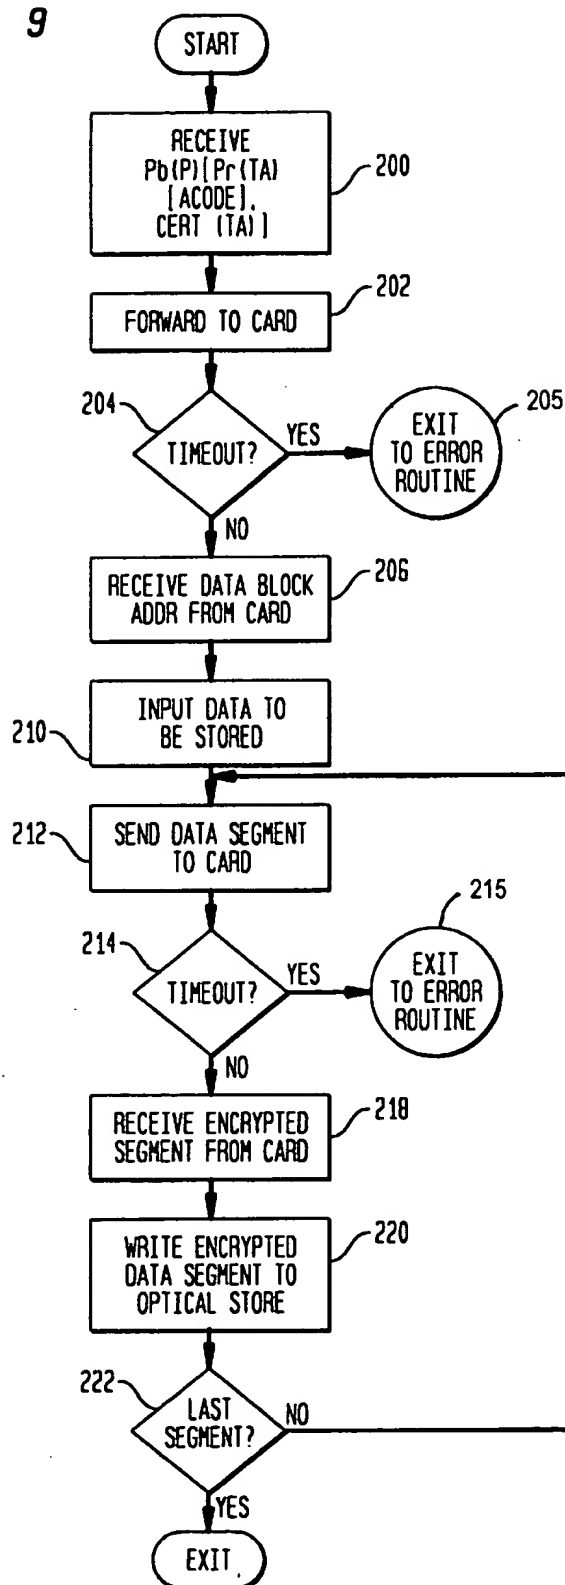 9
START
RECEIVE
Pb(P)[Pr(TA)
[ACODE],
CERT (TA)]
200
FORWARD TO CARD
202
204
TIMEOUT?
YES
EXIT
TO ERROR
ROUTINE
205
NO
RECEIVE DATA BLOCK
ADDR FROM CARD
206
INPUT DATA TO
BE STORED
210
SEND DATA SEGMENT
TO CARD
212
214
TIMEOUT?
YES
EXIT
TO ERROR
ROUTINE
215
NO
RECEIVE ENCRYPTED
SEGMENT FROM CARD
218
WRITE ENCRYPTED
DATA SEGMENT TO
OPTICAL STORE
220
222
LAST
SEGMENT?
NO
YES
EXIT